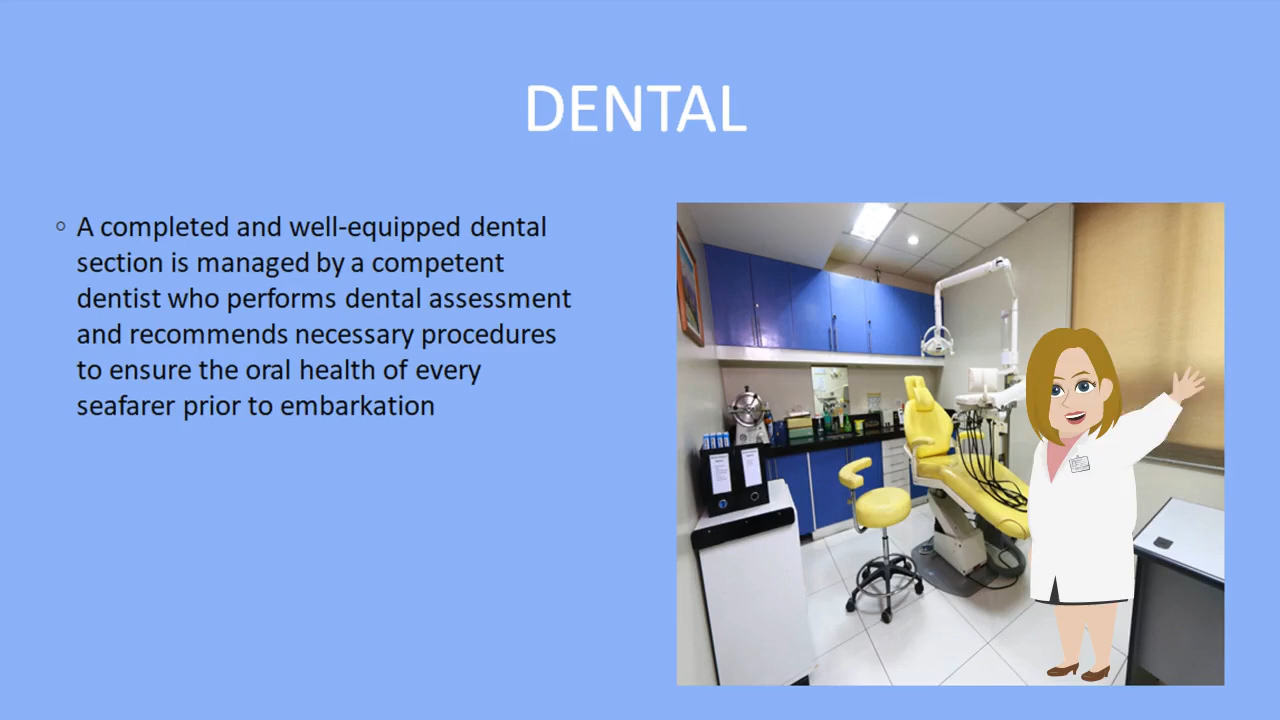 DENTAL
◦ A completed and well-equipped dental
section is managed by a competent
dentist who performs dental assessment
and recommends necessary procedures
to ensure the oral health of every
seafarer prior to embarkation